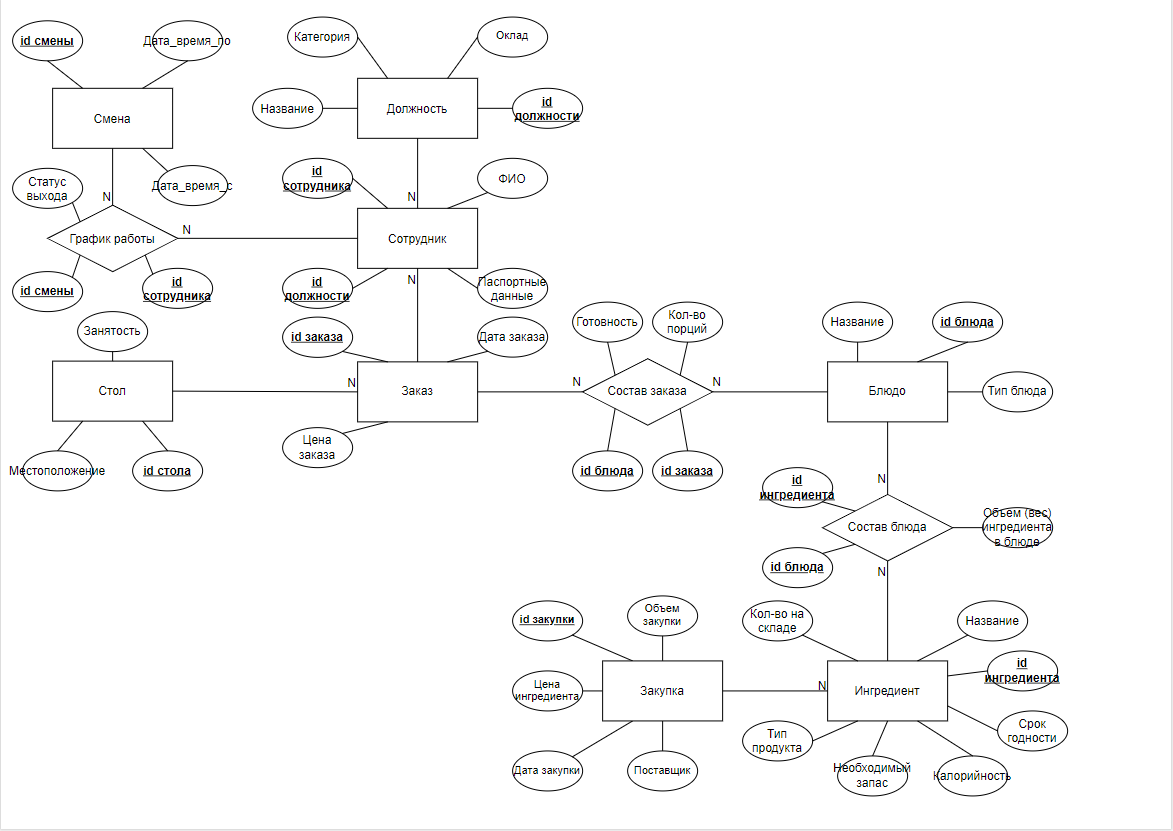 id смены
Дата_время_по
Категория
Оклад
Название
Должность
id
должности
Смена
Статус
выхода
Дата_время_с
N
id
сотрудника
ФИО
N
График работы
N
Сотрудник
id смены
id
сотрудника
id
должности
N
Паспортные
данные
Занятость
id заказа
Дата заказа
Готовность
Кол-во
порций
Название
id блюда
Стол
N
Заказ
N
Состав заказа
N
Блюдо
Тип блюда
Местоположение
id стола
Цена
заказа
id блюда
id заказа
N
id
ингредиента
Состав блюда
Объем (вес)
ингредиента
в блюде
id блюда
N
id закупки
Объем
закупки
Кол-во на
складе
Название
Цена
ингредиента
Закупка
N
Ингредиент
id
ингредиента
Срок
годности
Тип
продукта
Дата закупки
Поставщик
Необходимый
запас
Калорийность